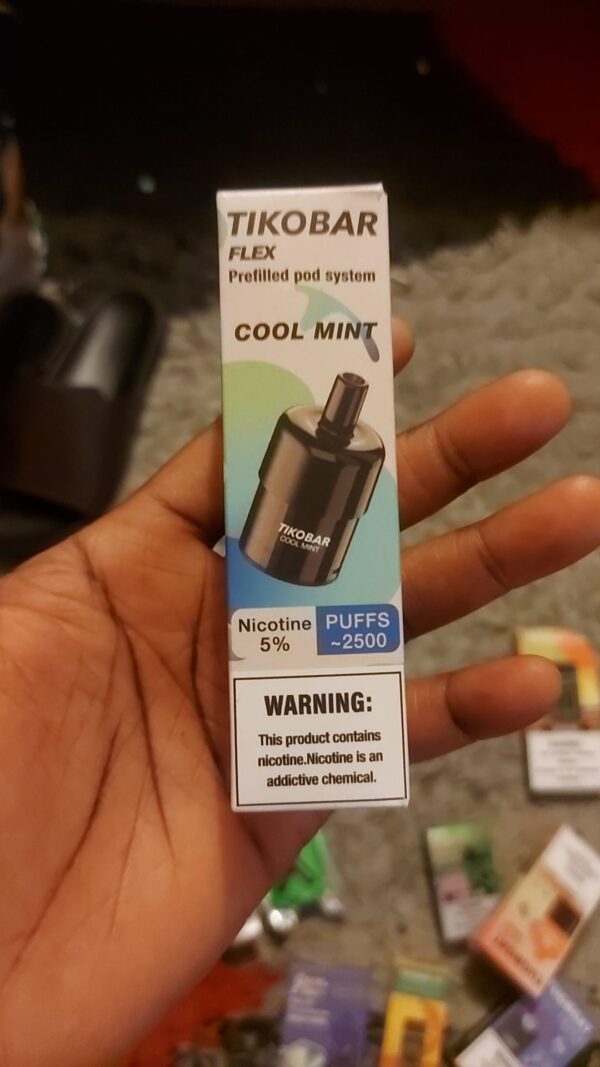 TIKOBAR
FLEX
Prefilled pod system
COOL MINT
TIKOBAR
COOL MINT
Nicotine
5%
PUFFS
~2500
WARNING:
This product contains
nicotine.Nicotine is an
addictive chemical.